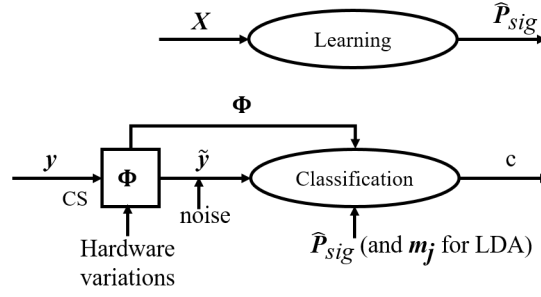 X
Learning
P̂sig
Φ
y
CS
Φ
ỹ
noise
Classification
c
Hardware
variations
P̂sig (and mj for LDA)